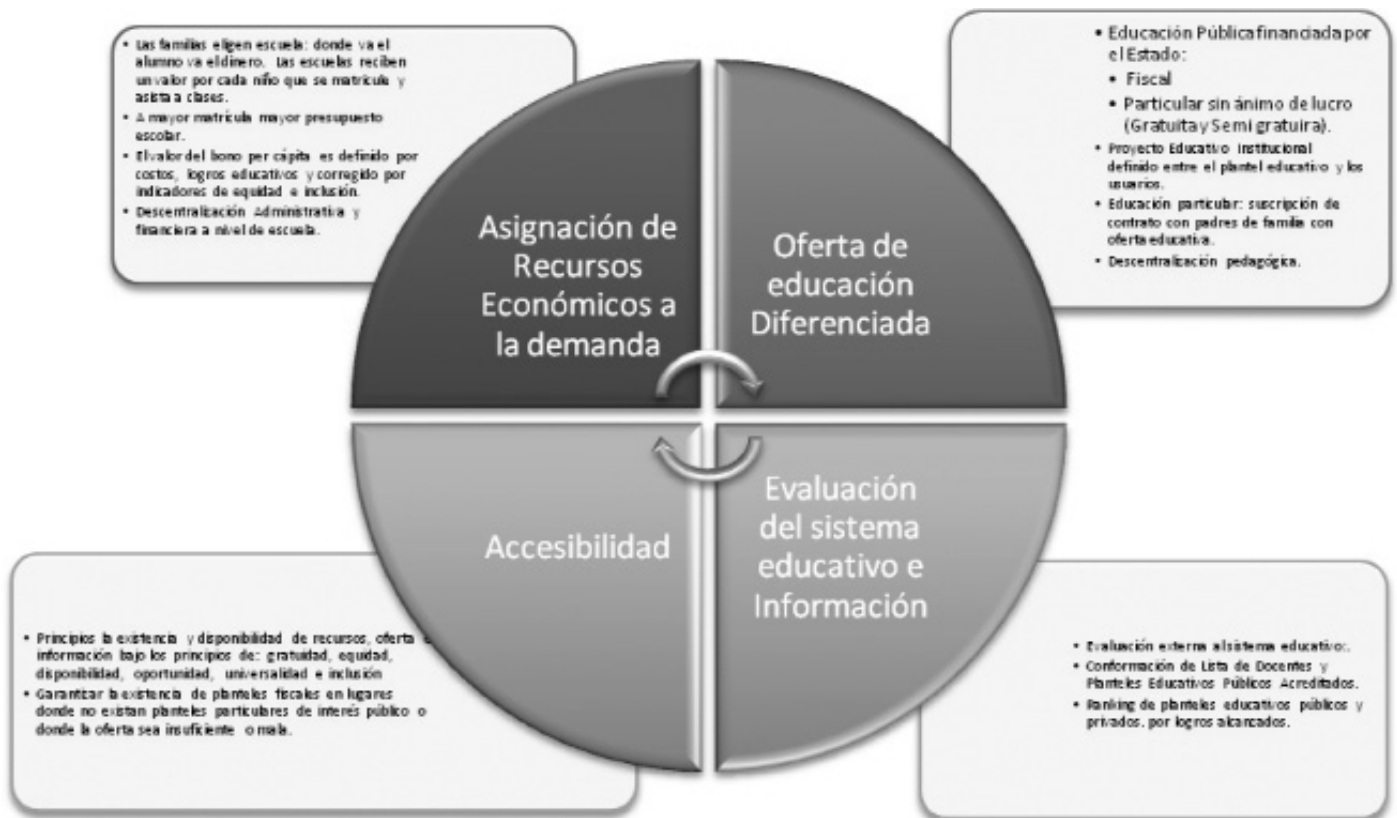 • Las familias eligen escuela: donde va el
alumno va el dinero. Las escuelas reciben
un valor por cada niño que se matricule y
asista a clases.
• A mayor matrícula mayor presupuesto
escolar.
• El valor del bono per cápita es definido por
costos, logros educativos y corregido por
indicadores de equidad e inclusión.
• Descentralización Administrativa y
financiera a nivel de escuela.
• Educación Pública financiada por
el Estado:
• Fiscal
• Particular sin ánimo de lucro
(Gratuita y Semi gratuira).
• Proyecto Educativo Institucional
definido entre el plantel educativo y los
usuarios.
• Educación particular: suscripción de
contrato con padres de familia con
oferta educativa.
• Descentralización pedagógica.
Asignación de
Recursos
Económicos a
la demanda
Oferta de
educación
Diferenciada
Accesibilidad
Evaluación
del sistema
educativo e
Información
• Principios la existencia y disponibilidad de recursos, oferta
información bajo los principios de: gratuidad, equidad,
disponibilidad, oportunidad, universalidad e inclusión
• Garantizar la existencia de planteles fiscales en lugares
donde no existan planteles particulares de interés público o
donde la oferta sea insuficiente o mala.
• Evaluación externa al sistema educativo:.
• Conformación de Lista de Docentes y
Planteles Educativos Públicos Acreditados.
• Ranking de planteles educativos públicos y
privados. por logros alcanzados.